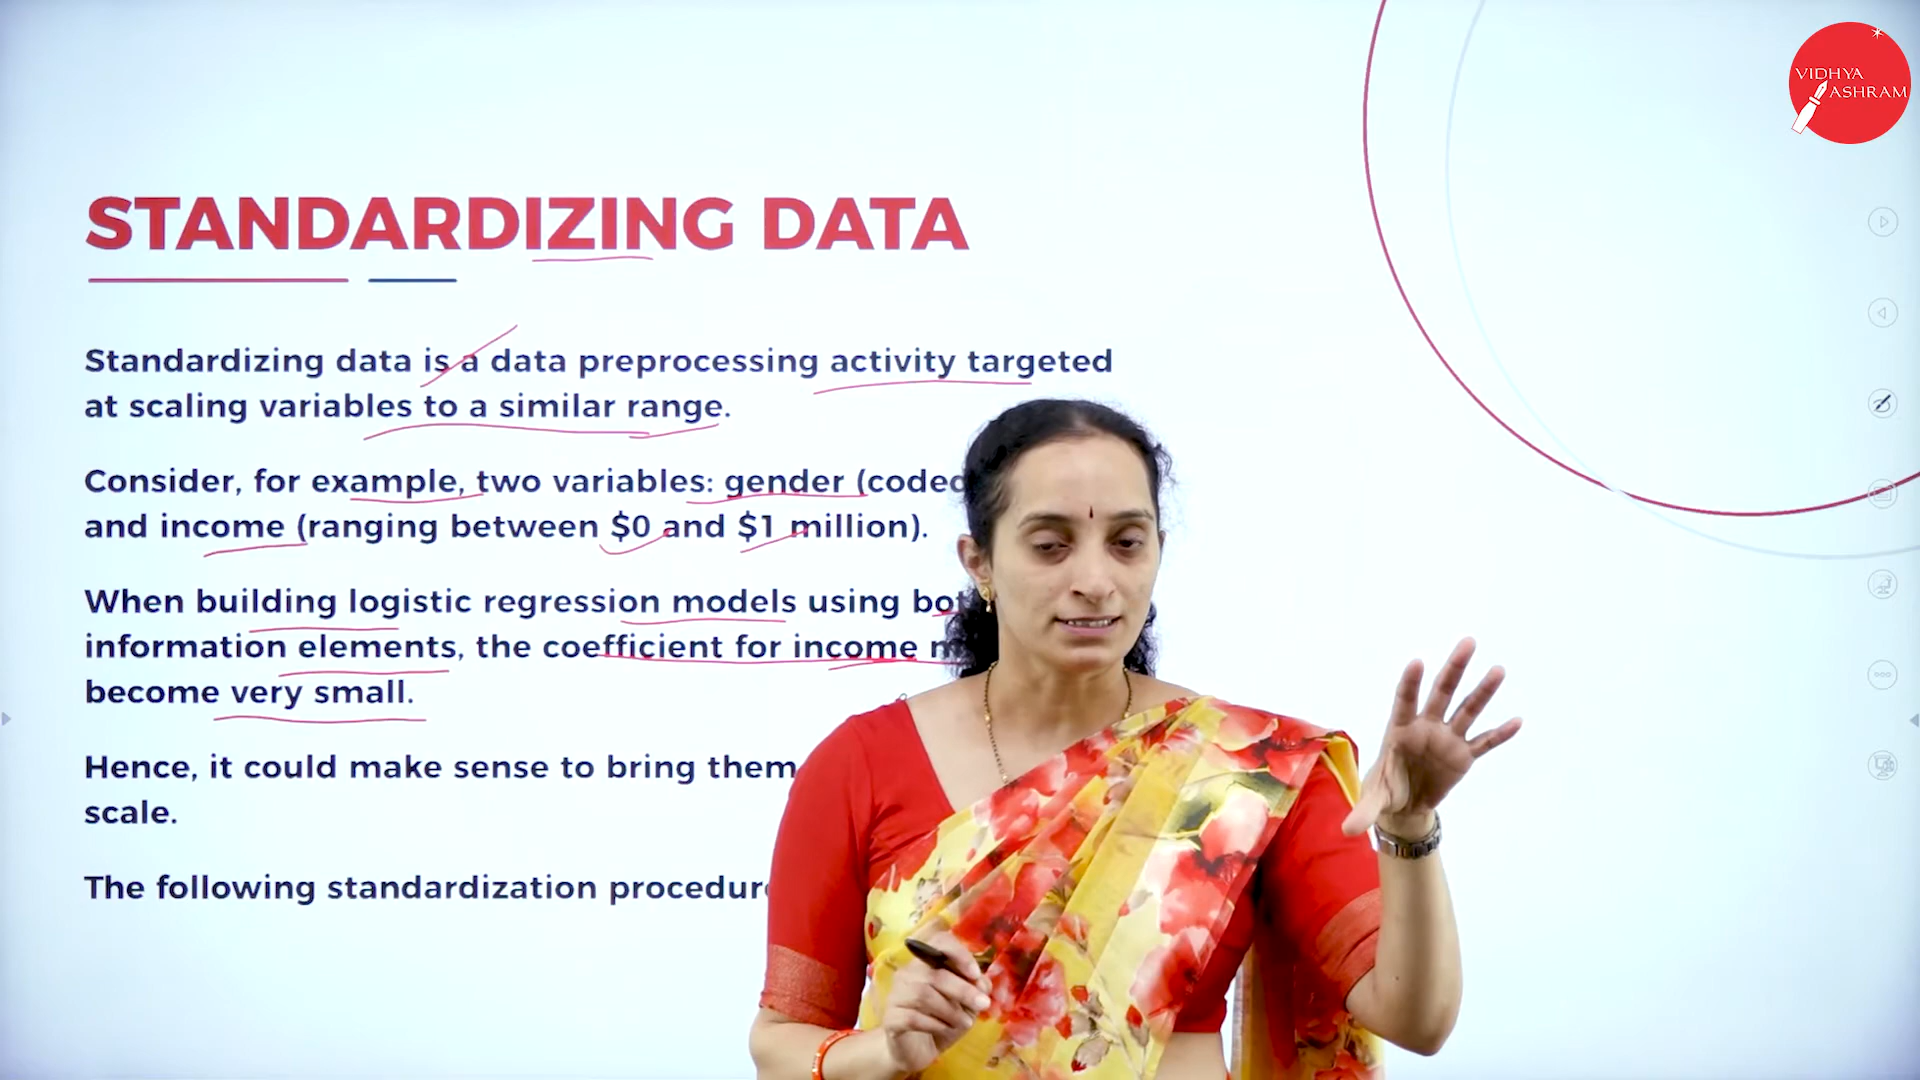 VIDHYA
ASHRAM
STANDARDIZING DATA
Standardizing data is a data preprocessing activity targeted
at scaling variables to a similar range.
Consider, for example, two variables: gender (coded
and income (ranging between $0 and $1 million).
When building logistic regression models using
information elements, the coefficient for income
become very small.
Hence, it could make sense to bring them
scale.
The following standardization